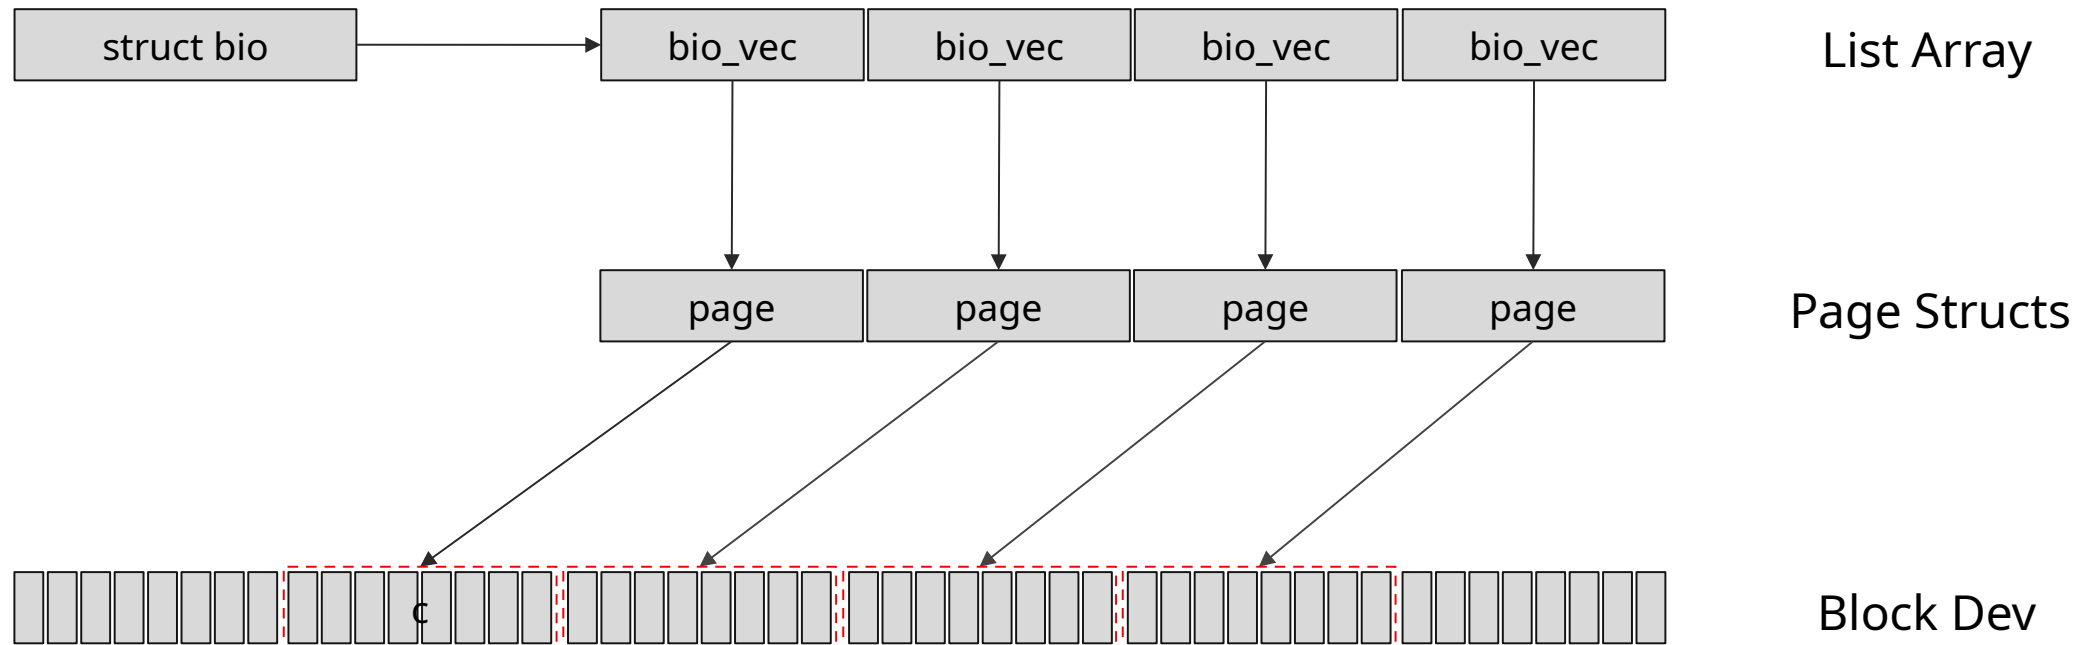 struct bio
bio_vec
bio_vec
bio_vec
bio_vec
List Array
page
page
page
page
Page Structs
c
Block Dev